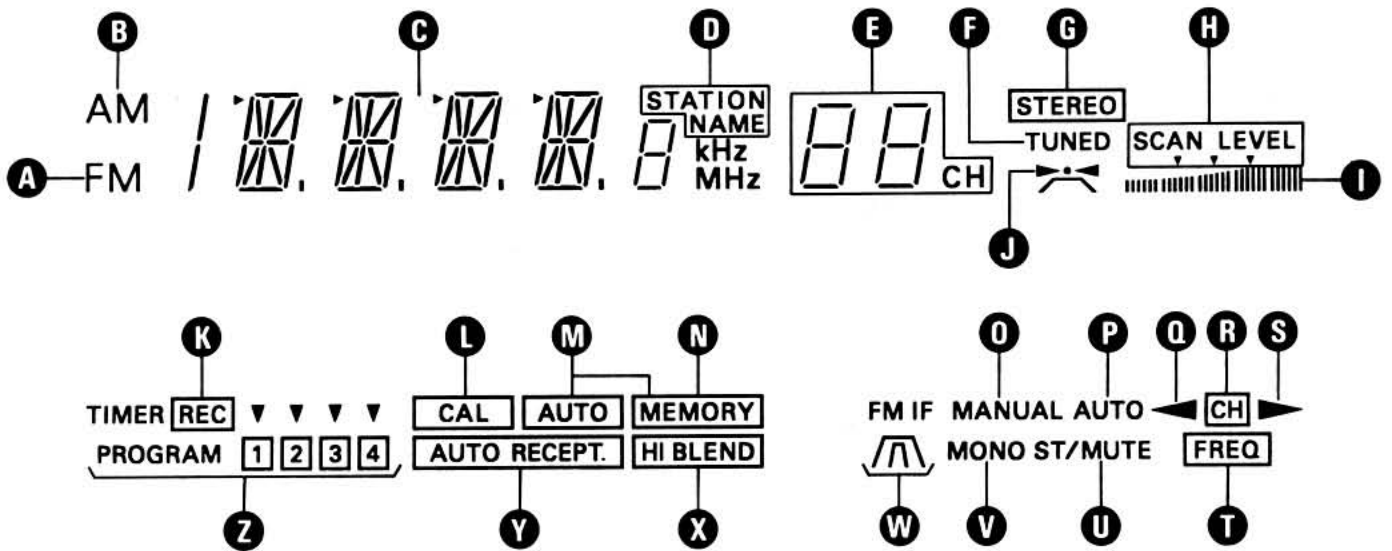 B C D E F G H
AM STATION STEREO
NAME TUNED SCAN LEVEL
A FM kHz
MHz CH I
J
K L M N O P Q R S
TIMER REC CAL AUTO MEMORY FM IF MANUAL AUTO CH
PROGRAM 1 2 3 4 AUTO RECEPT. HI BLEND MONO ST/MUTE FREQ
Z Y X W V U T